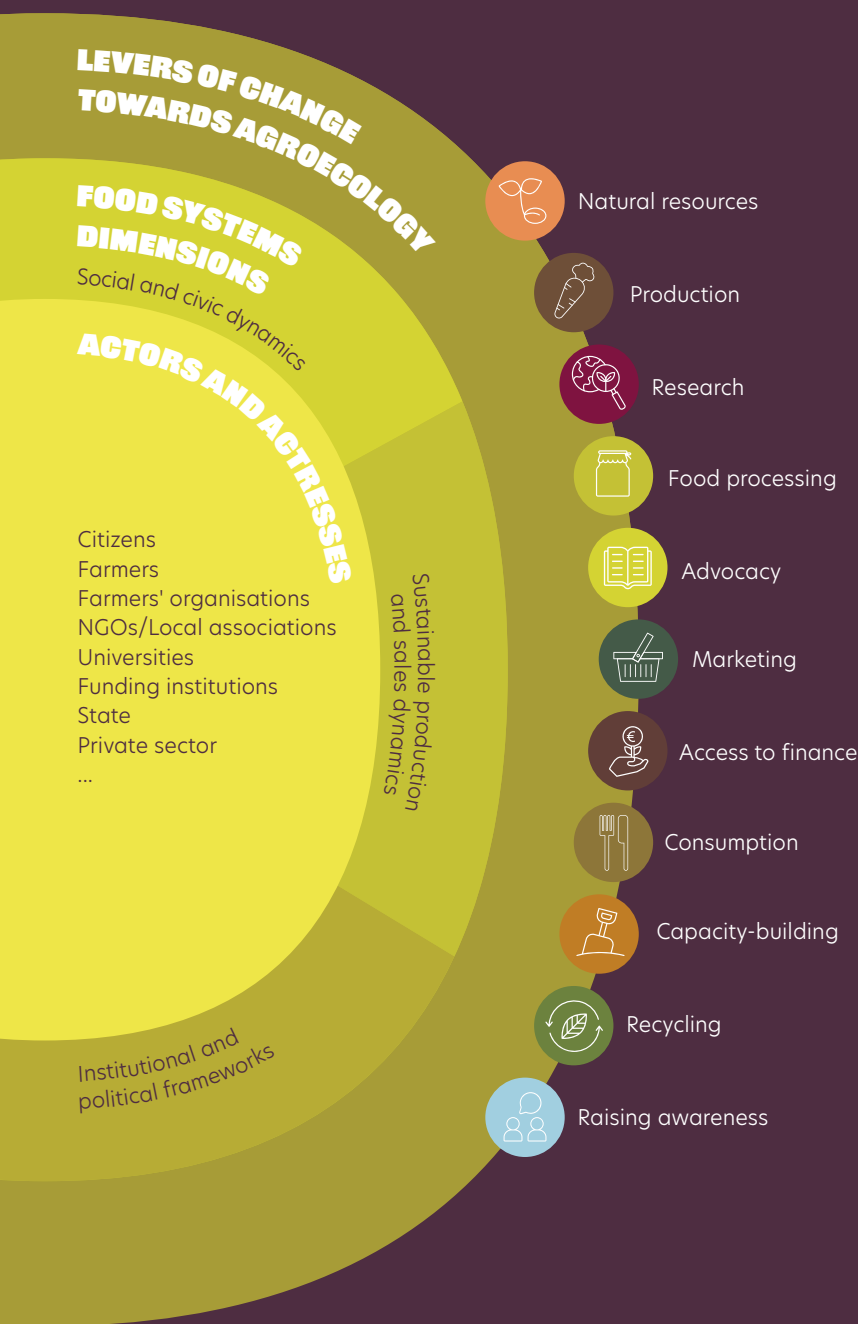 LEVERS OF CHANGE
TOWARDS AGROECOLOGY
FOOD SYSTEMS
DIMENSIONS
Social and civic dynamics
ACTORS AND ACTRESSES
Citizens
Farmers
Farmers' organisations
NGOs/Local associations
Universities
Funding institutions
State
Private sector
...
Sustainable production
and sales dynamics
Institutional and
political frameworks
Natural resources
Production
Research
Food processing
Advocacy
Marketing
€
Access to finance
Consumption
Capacity-building
Recycling
Raising awareness